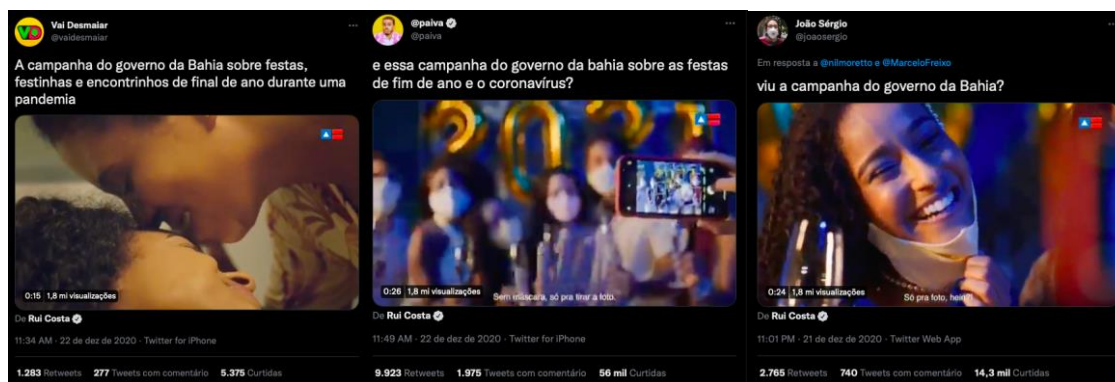 Vai Desmaiar
@vaidesmaiar
A campanha do governo da Bahia sobre festas,
festinhas e encontrinhos de final de ano durante uma
pandemia
0:15 1,8 mi visualizações
De Rui Costa
11:34 AM · 22 de dez de 2020 · Twitter for iPhone
1.283 Retweets 277 Tweets com comentário 5.375 Curtidas
@paiva
@paiva
e essa campanha do governo da bahia sobre as festas
de fim de ano e o coronavírus?
2021
0:26 1,8 mi visualizações
Sem máscara, só pra tirar a foto.
De Rui Costa
11:49 AM · 22 de dez de 2020 · Twitter for iPhone
9.923 Retweets 1.975 Tweets com comentário 56 mil Curtidas
João Sérgio
@joaosergio
Em resposta a @nilmoretto e @MarceloFreixo
viu a campanha do governo da Bahia?
0:24 1,8 mi visualizações
Só pra foto, hein?!
De Rui Costa
11:01 PM · 21 de dez de 2020 · Twitter Web App
2.765 Retweets 740 Tweets com comentário 14,3 mil Curtidas